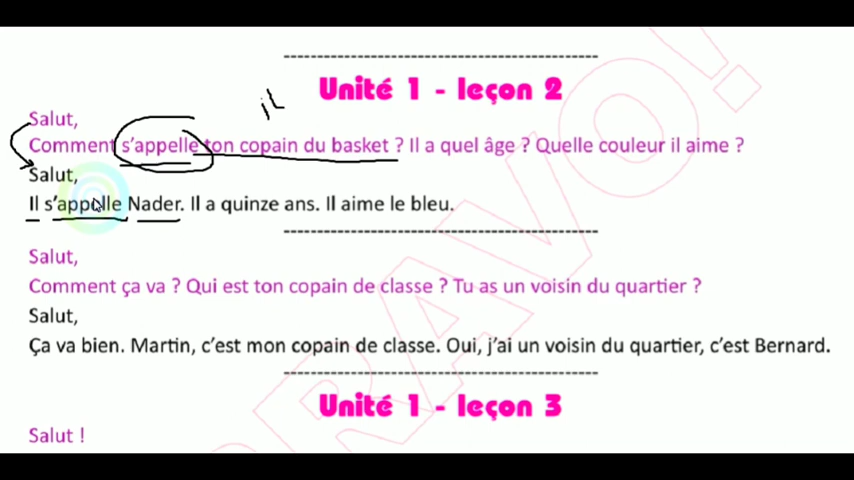 Unité 1 - leçon 2
il
Salut,
Comment s'appelle ton copain du basket ? Il a quel âge ? Quelle couleur il aime ?
Salut,
Il s'appelle Nader. Il a quinze ans. Il aime le bleu.
Salut,
Comment ça va ? Qui est ton copain de classe ? Tu as un voisin du quartier ?
Salut,
Ça va bien. Martin, c'est mon copain de classe. Oui, j'ai un voisin du quartier, c'est Bernard.
Unité 1 - leçon 3
Salut !
BRAVO!